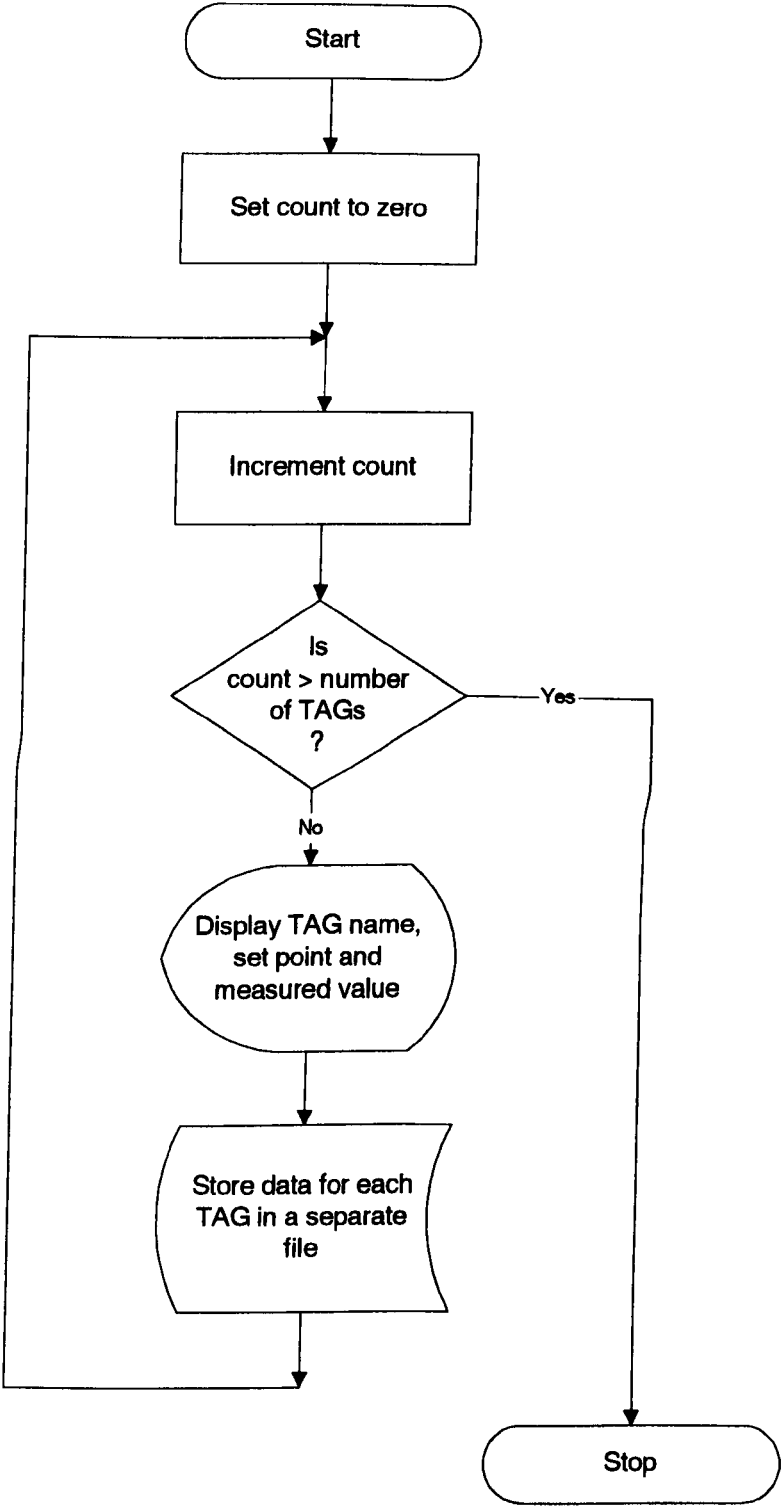 Start
Set count to zero
Increment count
Is
count > number
of TAGs
?
Yes
No
Display TAG name,
set point and
measured value
Store data for each
TAG in a separate
file
Stop